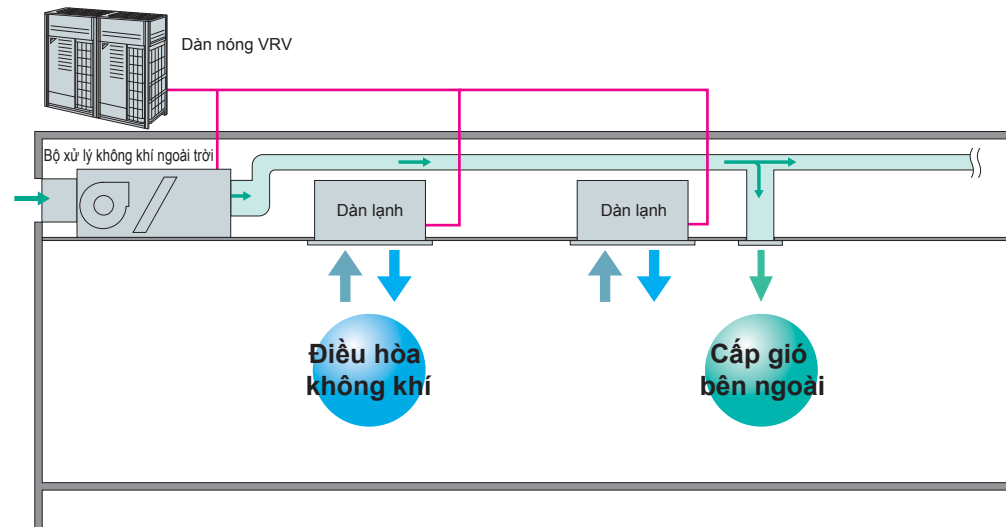 Dàn nóng VRV
Bộ xử lý không khí ngoài trời
Dàn lạnh
Dàn lạnh
Điều hòa
không khí
Cấp gió
bên ngoài